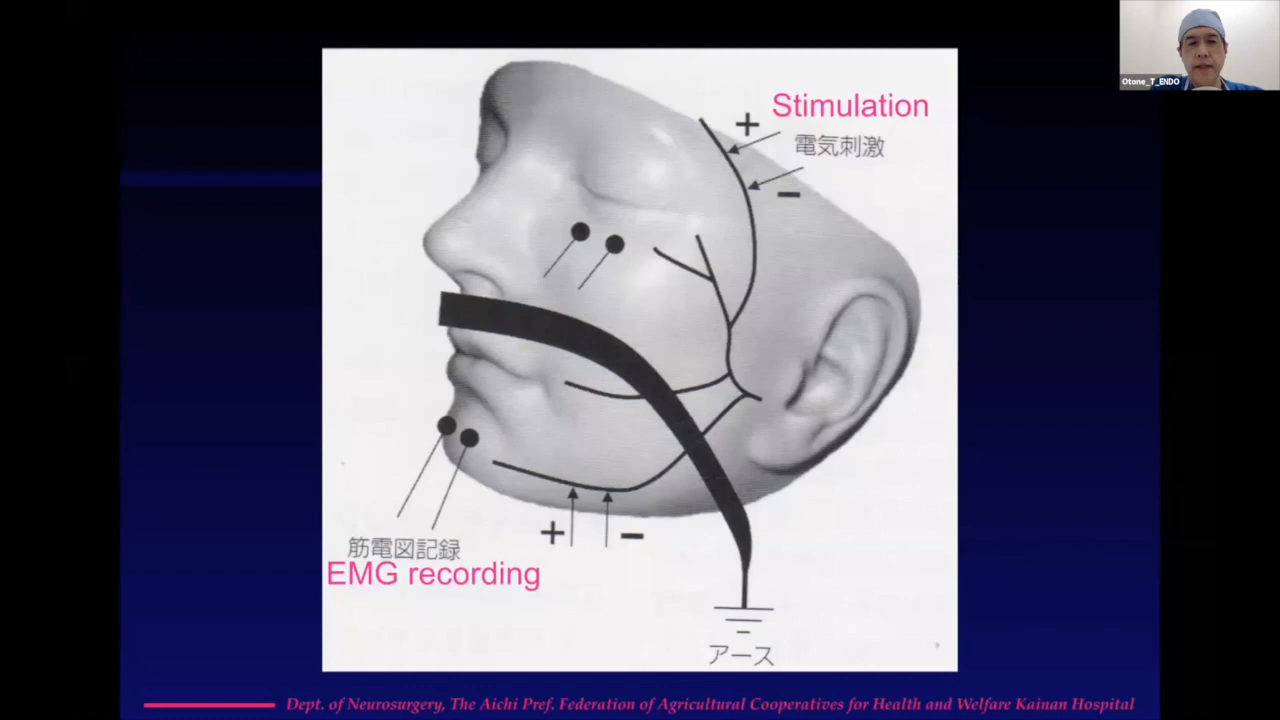 Otone_T_ENDO
+ Stimulation
電気刺激
−
+ −
筋電図記録
EMG recording
アース
Dept. of Neurosurgery, The Aichi Pref. Federation of Agricultural Cooperatives for Health and Welfare Kainan Hospital